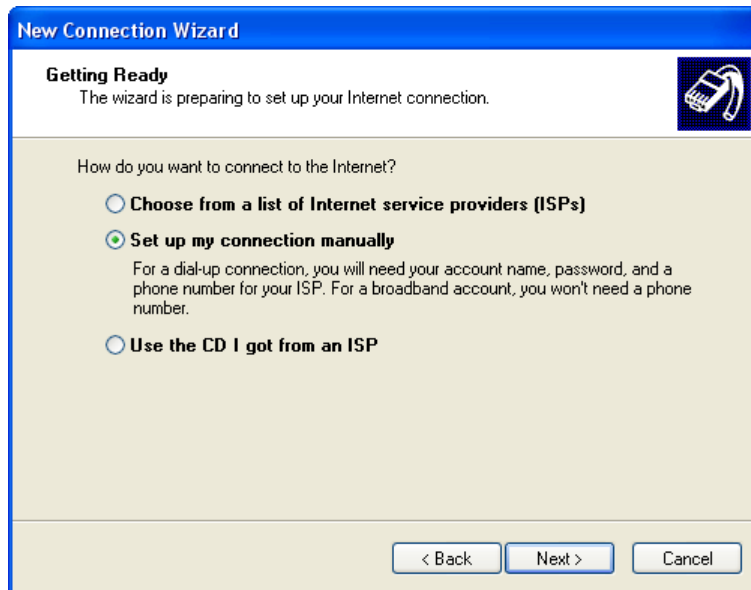 New Connection Wizard
Getting Ready
The wizard is preparing to set up your Internet connection.
How do you want to connect to the Internet?
Choose from a list of Internet service providers (ISPs)
Set up my connection manually
For a dial-up connection, you will need your account name, password, and a
phone number for your ISP. For a broadband account, you won't need a phone
number.
Use the CD I got from an ISP
< Back Next > Cancel